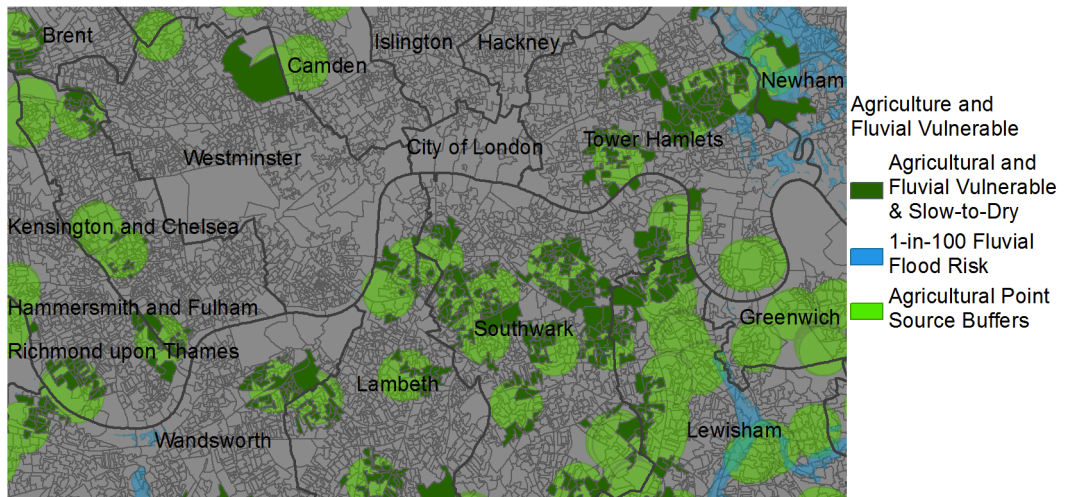 Brent
Islington
Hackney
Camden
Newham
Westminster
City of London
Tower Hamlets
Kensington and Chelsea
Hammersmith and Fulham
Richmond upon Thames
Southwark
Greenwich
Lambeth
Wandsworth
Lewisham
Agriculture and
Fluvial Vulnerable
Agricultural and
Fluvial Vulnerable
& Slow-to-Dry
1-in-100 Fluvial
Flood Risk
Agricultural Point
Source Buffers